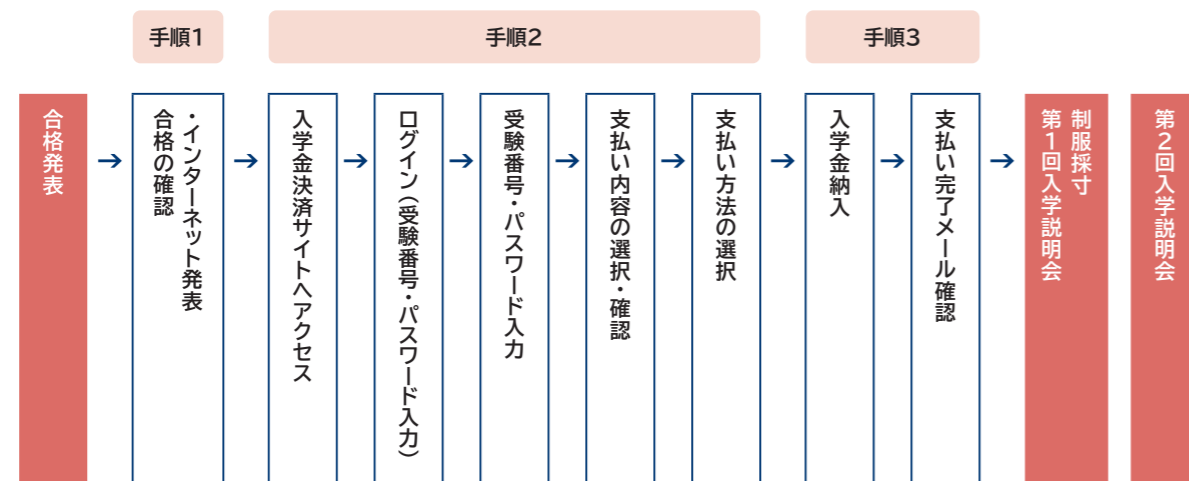 手順1
手順2
手順3
合格発表
・インターネット発表
合格の確認
入学金決済サイトへアクセス
ログイン（受験番号・パスワード入力）
受験番号・パスワード入力
支払い内容の選択・確認
支払い方法の選択
入学金納入
支払い完了メール確認
制服採寸
第1回入学説明会
第2回入学説明会